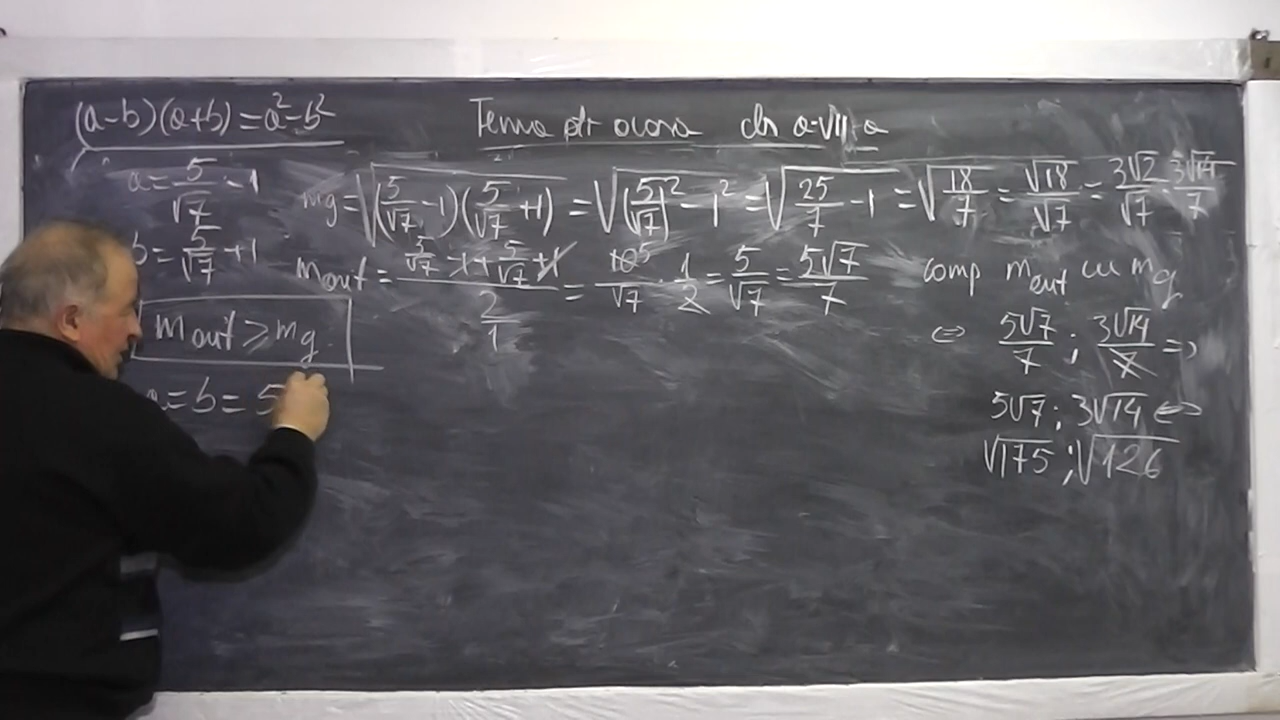 (a-b)(a+b)=a²-b²
Tema pt acasa cls a-VII-a
a=5/√7-1
mg=√((5/√7-1)(5/√7+1))=√((5/√7)²-1²)=√(25/7-1)=√(18/7)=√18/√7=3√2/√7=3√14/7
b=5/√7+1
m art=(5/√7-1+5/√7+1)/2/1=10/√7·1/2=5/√7=5√7/7
comp m art cu mg
m art≥mg
⇔ 5√7/7 ; 3√14/7 ⇒
a=b=5
5√7 ; 3√14 ⇔
√175 ; √126